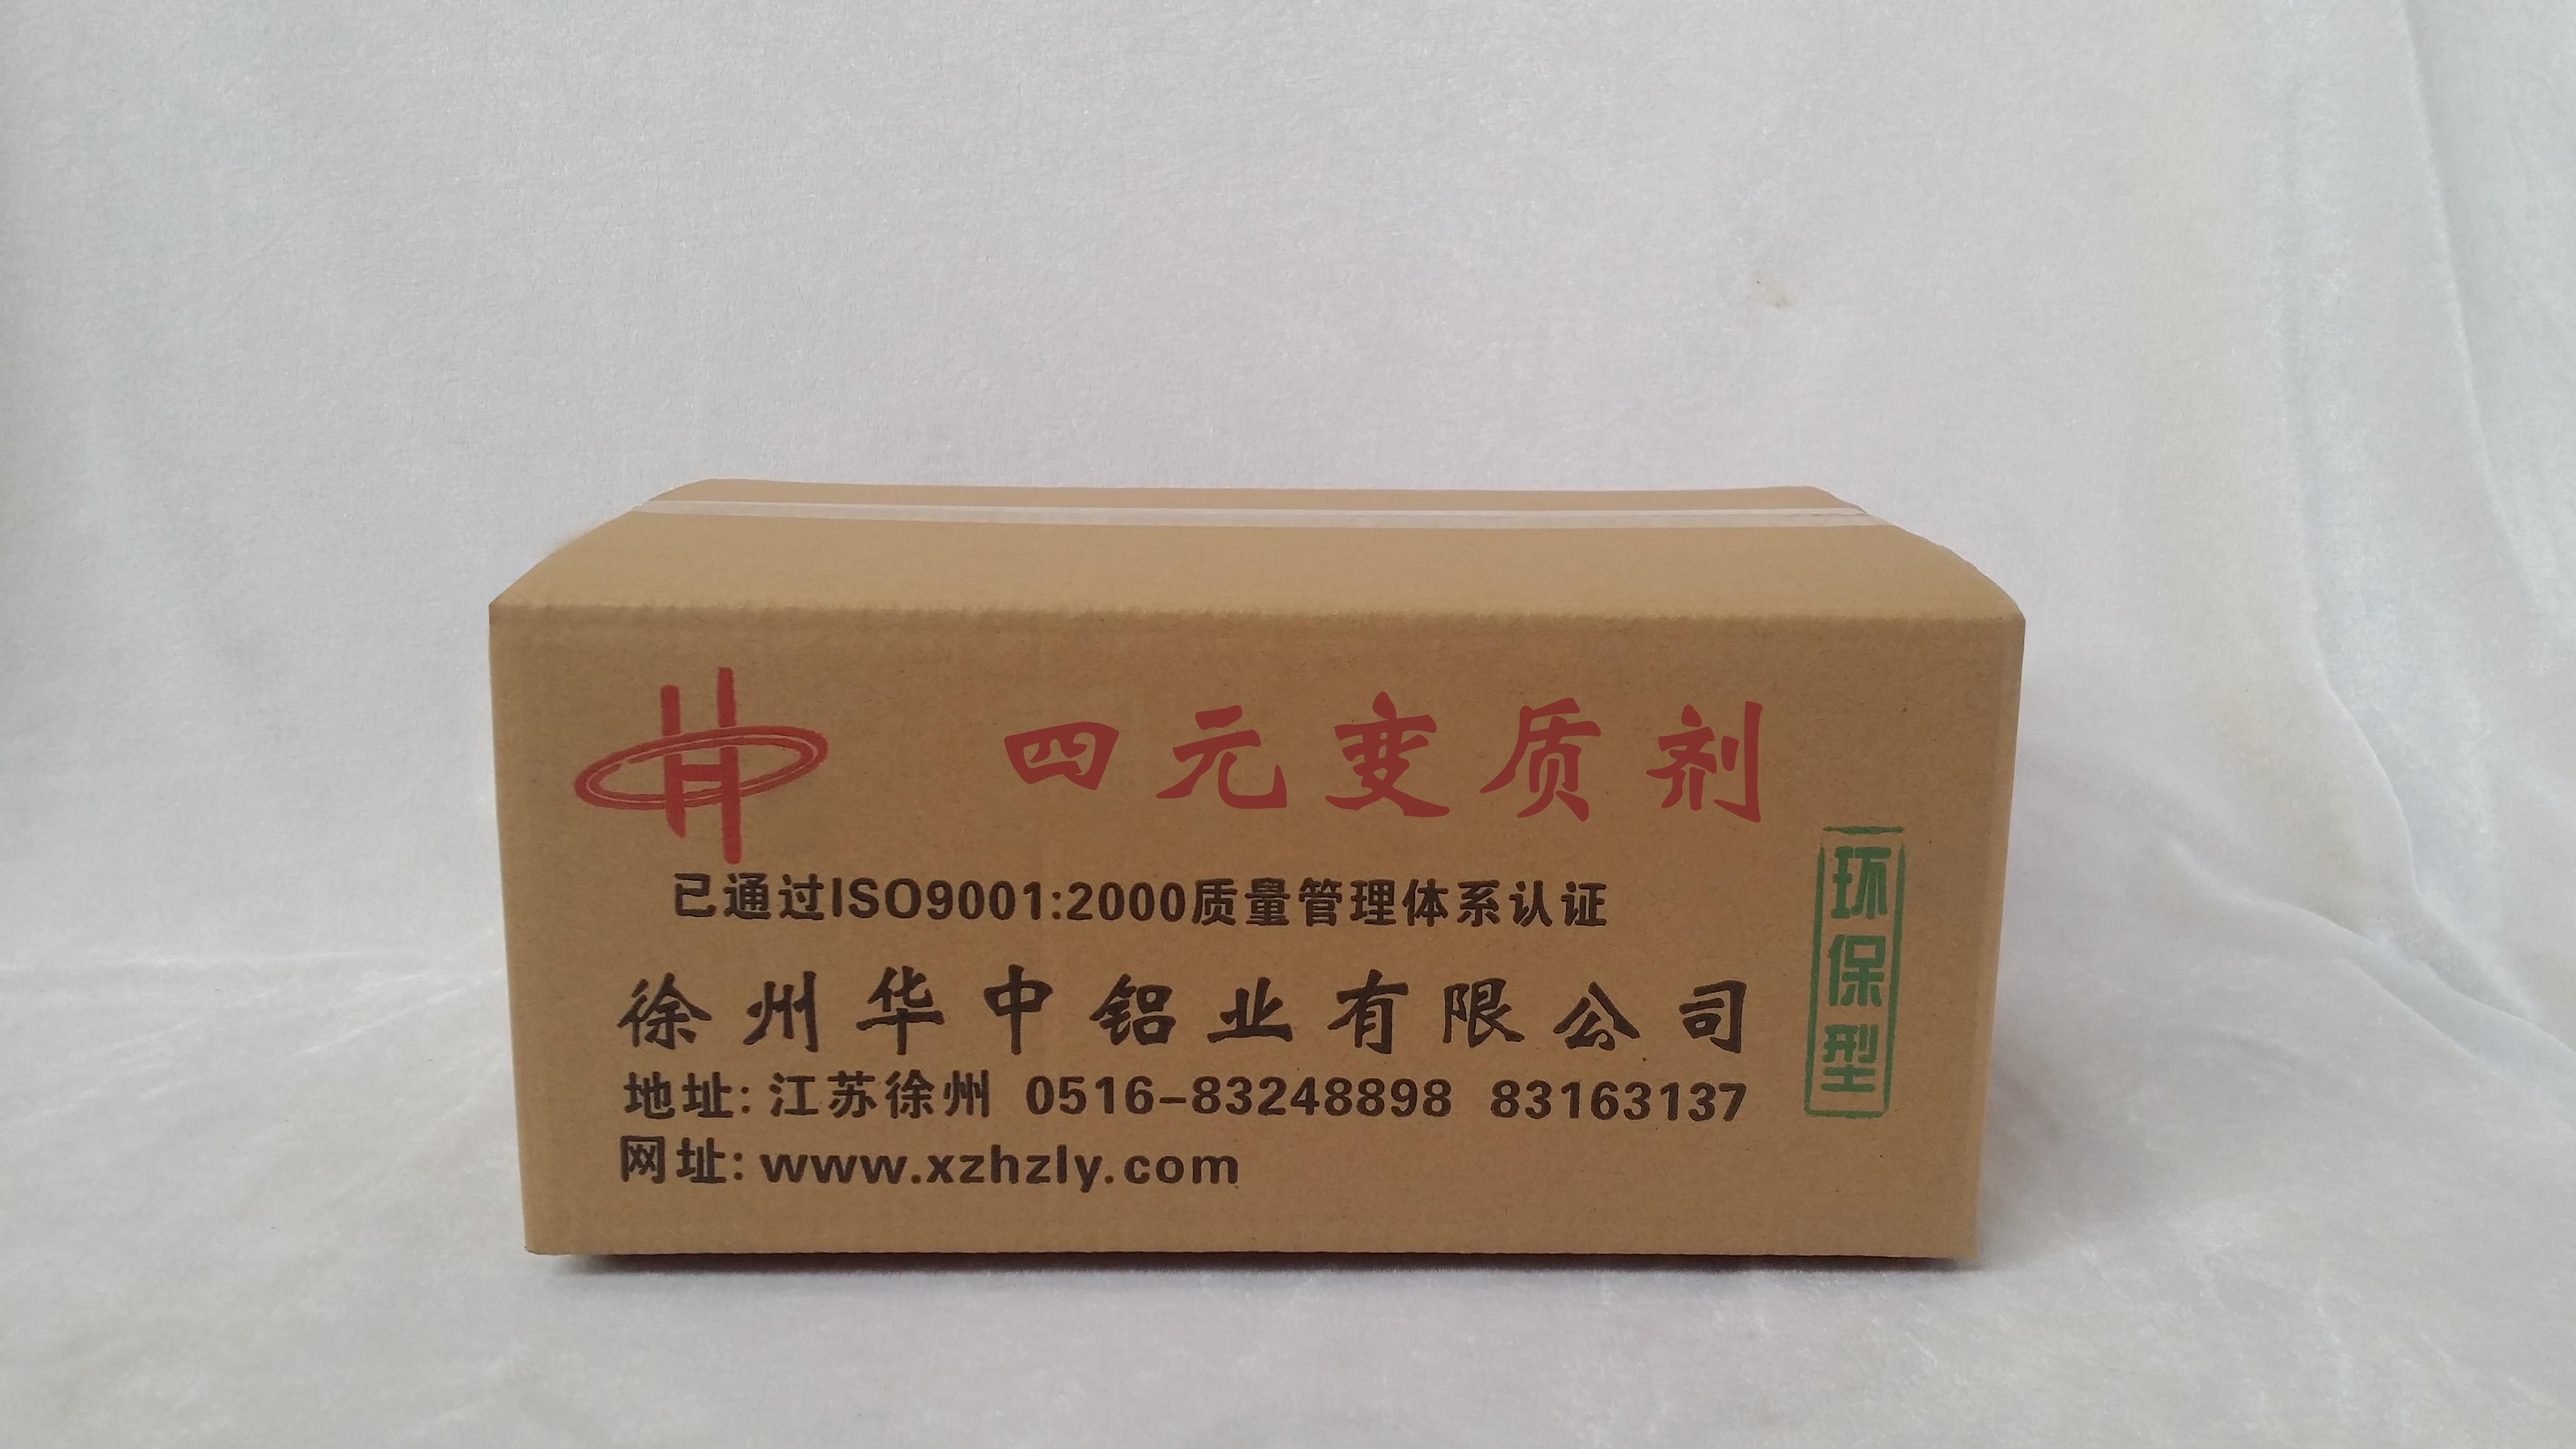 四元变质剂
已通过ISO9001:2000质量管理体系认证
徐州华中铝业有限公司
地址:江苏徐州 0516-83248898 83163137
网址:www.xzhzly.com
环保型